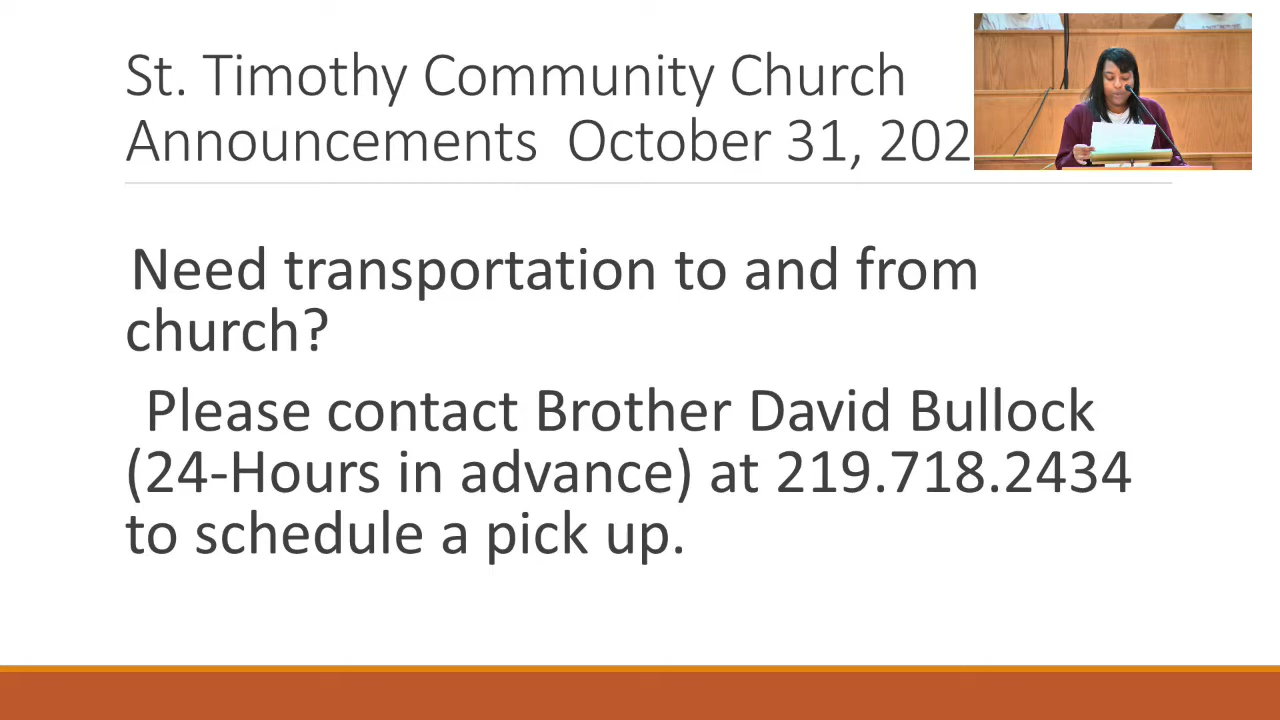 St. Timothy Community Church
Announcements October 31, 202
Need transportation to and from
church?
Please contact Brother David Bullock
(24-Hours in advance) at 219.718.2434
to schedule a pick up.